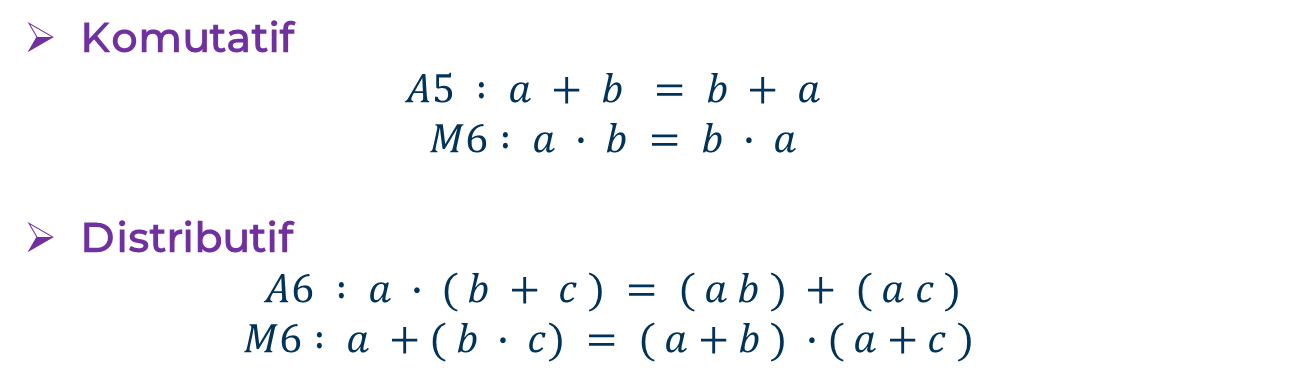 ➢ Komutatif
A5 : a + b = b + a
M6 : a · b = b · a
➢ Distributif
A6 : a · ( b + c ) = ( a b ) + ( a c )
M6 : a + ( b · c ) = ( a + b ) · ( a + c )